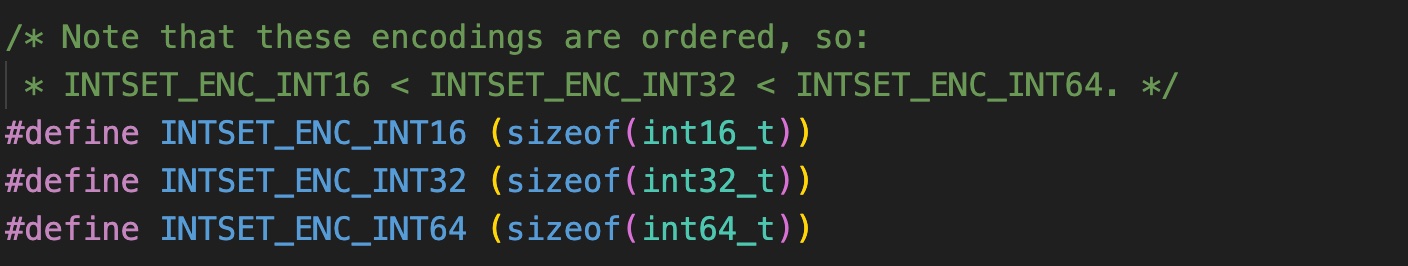 /* Note that these encodings are ordered, so:
 * INTSET_ENC_INT16 < INTSET_ENC_INT32 < INTSET_ENC_INT64. */
#define INTSET_ENC_INT16 (sizeof(int16_t))
#define INTSET_ENC_INT32 (sizeof(int32_t))
#define INTSET_ENC_INT64 (sizeof(int64_t))